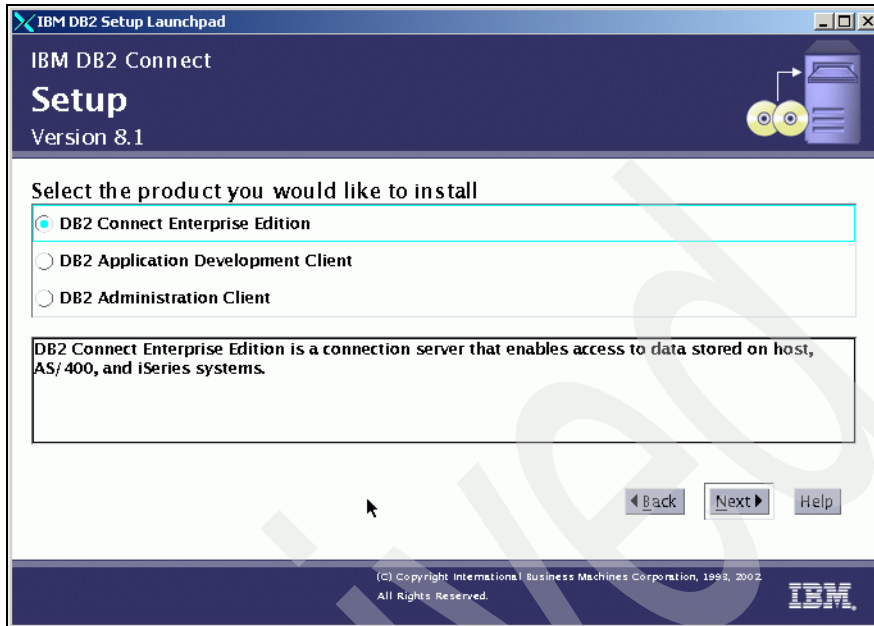 IBM DB2 Setup Launchpad
IBM DB2 Connect
Setup
Version 8.1
Select the product you would like to install
DB2 Connect Enterprise Edition
DB2 Application Development Client
DB2 Administration Client
DB2 Connect Enterprise Edition is a connection server that enables access to data stored on host,
AS/400, and iSeries systems.
Back Next Help
(C) Copyright International Business Machines Corporation, 1993, 2002
All Rights Reserved.
IBM.